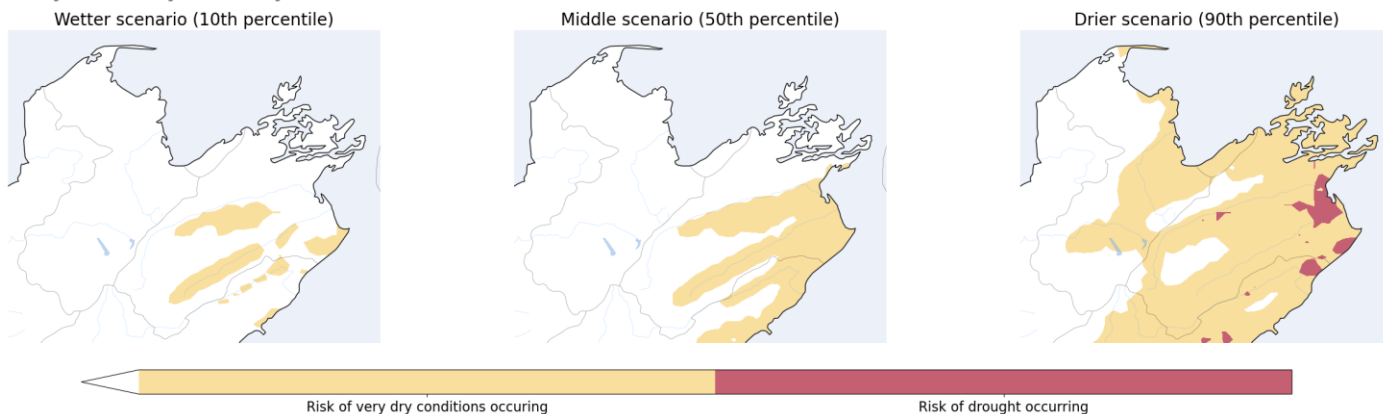 Wetter scenario (10th percentile)
Middle scenario (50th percentile)
Drier scenario (90th percentile)
Risk of very dry conditions occuring
Risk of drought occurring